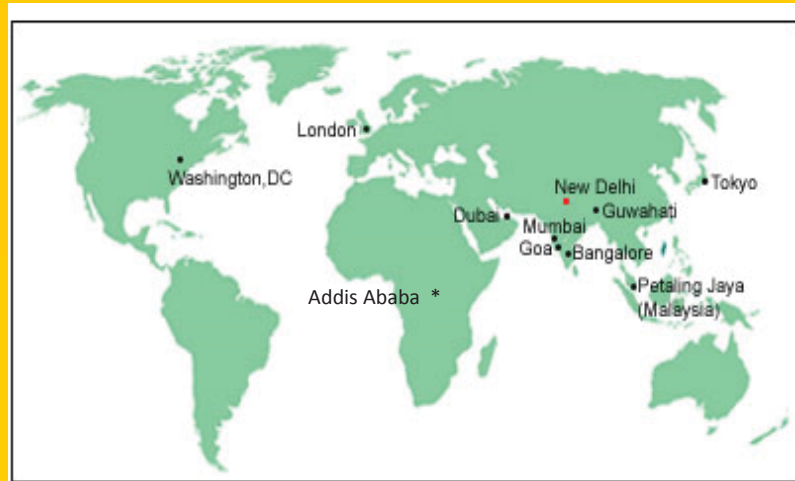 London
Washington,DC
Tokyo
New Delhi
Guwahati
Dubai
Mumbai
Goa
Bangalore
Addis Ababa *
Petaling Jaya
(Malaysia)